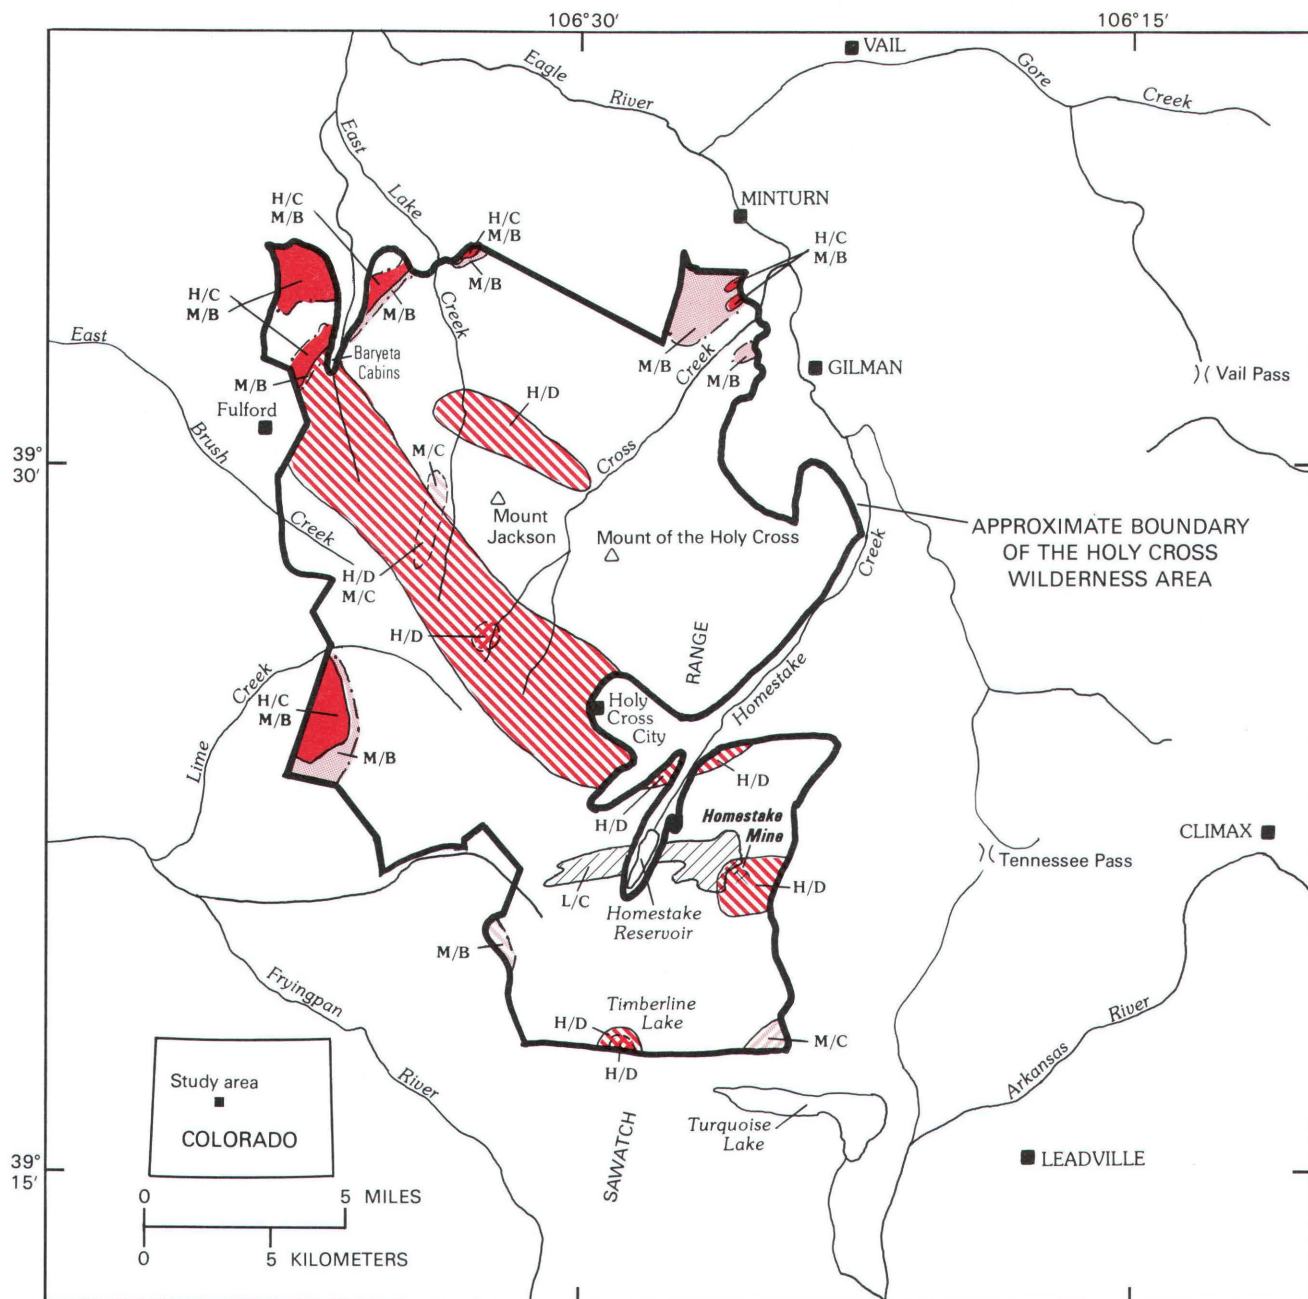 106°30′
106°15′
VAIL
Eagle
River
Gore
Creek
East
Lake
Creek
MINTURN
H/C
M/B
H/C
M/B
M/B
H/C
M/B
H/C
M/B
M/B
M/B
M/B
M/B
East
Brush
Creek
Baryeta
Cabins
Fulford
GILMAN
Vail Pass
Cross
Creek
H/D
39°
30′
M/C
Mount
Jackson
Mount of the Holy Cross
APPROXIMATE BOUNDARY
OF THE HOLY CROSS
WILDERNESS AREA
H/D
M/C
H/D
RANGE
Homestake
Creek
Lime
Creek
H/C
M/B
M/B
Holy
Cross
City
H/D
H/D
Homestake
Mine
CLIMAX
Tennessee Pass
H/D
L/C
Homestake
Reservoir
M/B
Fryingpan
River
Timberline
Lake
H/D
H/D
M/C
Arkansas
River
Turquoise
Lake
SAWATCH
LEADVILLE
39°
15′
Study area
COLORADO
0 5 MILES
0 5 KILOMETERS